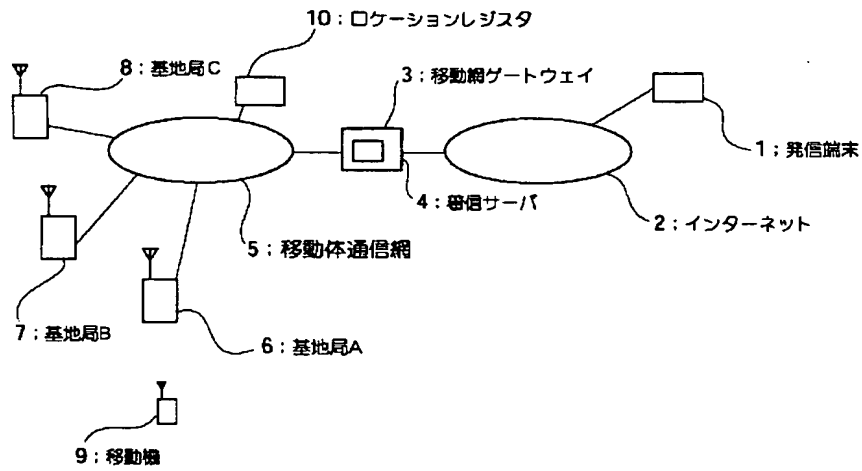 10：ロケーションレジスタ
8：基地局C
3：移動網ゲートウェイ
1；発信端末
4：着信サーバ
2：インターネット
5：移動体通信網
7；基地局B
6；基地局A
9；移動機